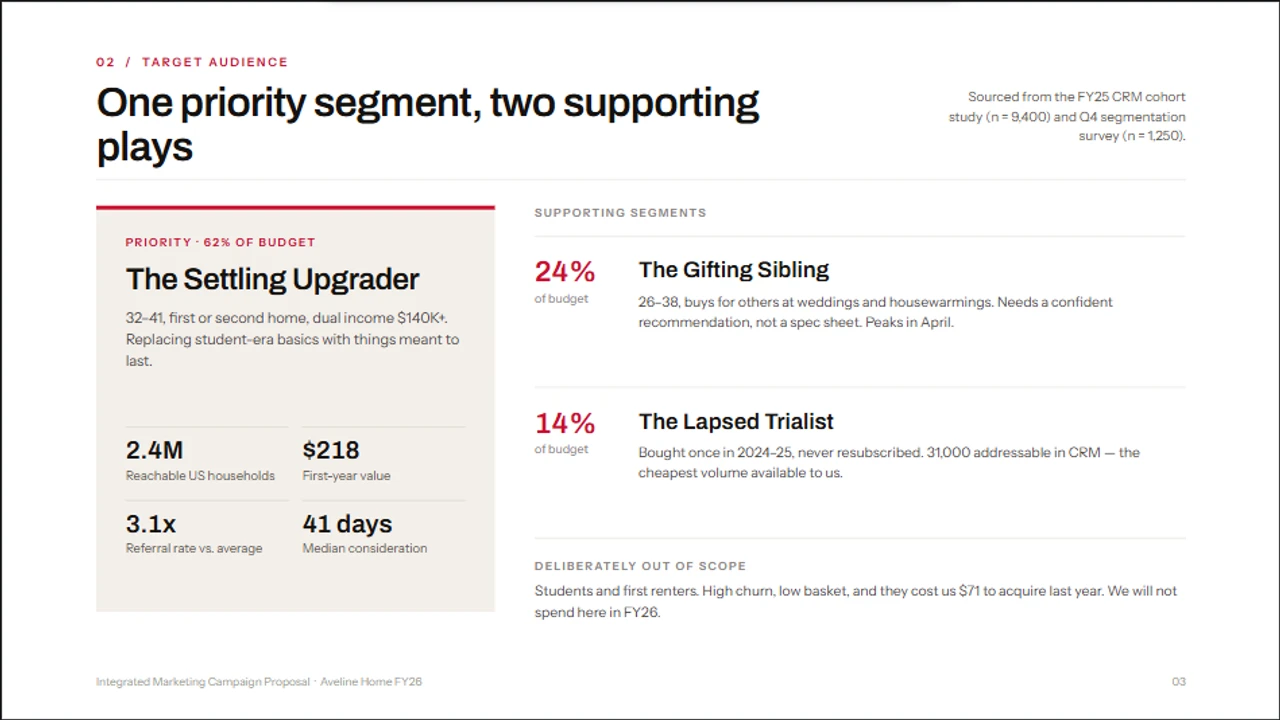 02 / TARGET AUDIENCE
One priority segment, two supporting
plays
Sourced from the FY25 CRM cohort
study (n = 9,400) and Q4 segmentation
survey (n = 1,250).
PRIORITY · 62% OF BUDGET
The Settling Upgrader
32–41, first or second home, dual income $140K+.
Replacing student-era basics with things meant to
last.
2.4M
Reachable US households
$218
First-year value
3.1x
Referral rate vs. average
41 days
Median consideration
SUPPORTING SEGMENTS
24%
of budget
The Gifting Sibling
26–38, buys for others at weddings and housewarmings. Needs a confident
recommendation, not a spec sheet. Peaks in April.
14%
of budget
The Lapsed Trialist
Bought once in 2024–25, never resubscribed. 31,000 addressable in CRM — the
cheapest volume available to us.
DELIBERATELY OUT OF SCOPE
Students and first renters. High churn, low basket, and they cost us $71 to acquire last year. We will not
spend here in FY26.
Integrated Marketing Campaign Proposal · Aveline Home FY26
03